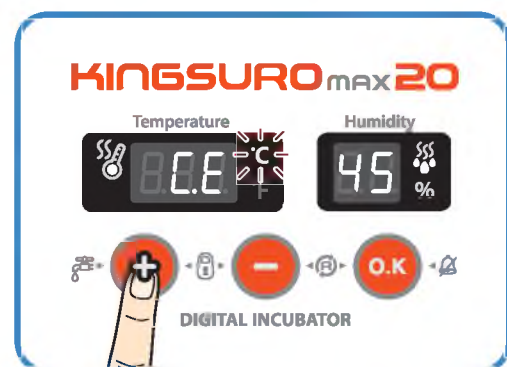 KINGSURO MAX 20
Temperature Humidity
C.E °C 45
F %
+ − O.K
DIGITAL INCUBATOR